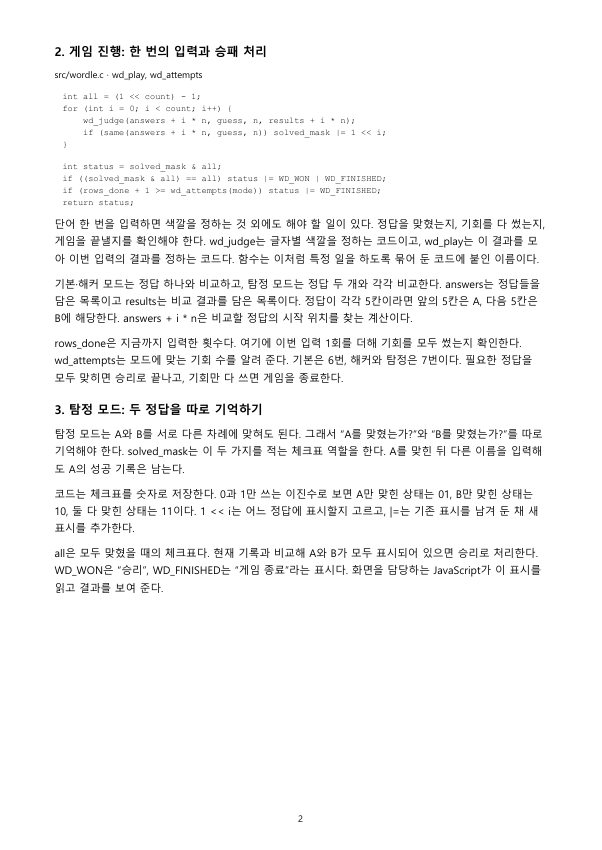 2. 게임 진행: 한 번의 입력과 승패 처리
src/wordle.c · wd_play, wd_attempts
int all = (1 << count) - 1;
for (int i = 0; i < count; i++) {
    wd_judge(answers + i * n, guess, n, results + i * n);
    if (same(answers + i * n, guess, n)) solved_mask |= 1 << i;
}
int status = solved_mask & all;
if ((solved_mask & all) == all) status |= WD_WON | WD_FINISHED;
if (rows_done + 1 >= wd_attempts(mode)) status |= WD_FINISHED;
return status;
단어 한 번을 입력하면 색깔을 정하는 것 외에도 해야 할 일이 있다. 정답을 맞혔는지, 기회를 다 썼는지,
게임을 끝낼지를 확인해야 한다. wd_judge는 글자별 색깔을 정하는 코드이고, wd_play는 이 결과를 모
아 이번 입력의 결과를 정하는 코드다. 함수는 이처럼 특정 일을 하도록 묶어 둔 코드에 붙인 이름이다.
기본·해커 모드는 정답 하나와 비교하고, 탐정 모드는 정답 두 개와 각각 비교한다. answers는 정답들을
담은 목록이고 results는 비교 결과를 담은 목록이다. 정답이 각각 5칸이라면 앞의 5칸은 A, 다음 5칸은
B에 해당한다. answers + i * n은 비교할 정답의 시작 위치를 찾는 계산이다.
rows_done은 지금까지 입력한 횟수다. 여기에 이번 입력 1회를 더해 기회를 모두 썼는지 확인한다.
wd_attempts는 모드에 맞는 기회 수를 알려 준다. 기본은 6번, 해커와 탐정은 7번이다. 필요한 정답을
모두 맞히면 승리로 끝나고, 기회만 다 쓰면 게임을 종료한다.
3. 탐정 모드: 두 정답을 따로 기억하기
탐정 모드는 A와 B를 서로 다른 차례에 맞혀도 된다. 그래서 “A를 맞혔는가?”와 “B를 맞혔는가?”를 따로
기억해야 한다. solved_mask는 이 두 가지를 적는 체크표 역할을 한다. A를 맞힌 뒤 다른 이름을 입력해
도 A의 성공 기록은 남는다.
코드는 체크표를 숫자로 저장한다. 0과 1만 쓰는 이진수로 보면 A만 맞힌 상태는 01, B만 맞힌 상태는
10, 둘 다 맞힌 상태는 11이다. 1 << i는 어느 정답에 표시할지 고르고, |=는 기존 표시를 남겨 둔 채 새
표시를 추가한다.
all은 모두 맞혔을 때의 체크표다. 현재 기록과 비교해 A와 B가 모두 표시되어 있으면 승리로 처리한다.
WD_WON은 “승리”, WD_FINISHED는 “게임 종료”라는 표시다. 화면을 담당하는 JavaScript가 이 표시를
읽고 결과를 보여 준다.
2